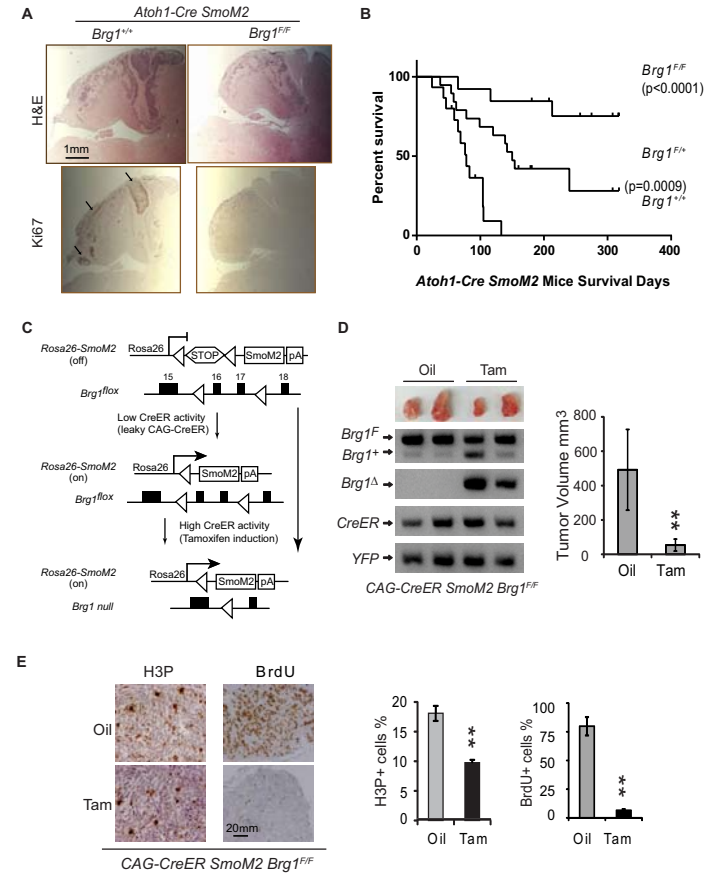 A
Atoh1-Cre SmoM2
Brg1+/+
Brg1F/F
H&E
1mm
Ki67
B
Percent survival
100
50
0
0 100 200 300 400
Atoh1-Cre SmoM2 Mice Survival Days
Brg1F/F
(p<0.0001)
Brg1F/+
(p=0.0009)
Brg1+/+
C
Rosa26-SmoM2
(off)
Rosa26
STOP
SmoM2
pA
Brg1flox
15 16 17 18
Low CreER activity
(leaky CAG-CreER)
Rosa26-SmoM2
(on)
Rosa26
SmoM2
pA
Brg1flox
High CreER activity
(Tamoxifen induction)
Rosa26-SmoM2
(on)
Rosa26
SmoM2
pA
Brg1 null
D
Oil Tam
Brg1F
Brg1+
Brg1Δ
CreER
YFP
CAG-CreER SmoM2 Brg1F/F
Tumor Volume mm3
800
600
400
200
0
**
Oil Tam
E
H3P BrdU
Oil
Tam
20mm
CAG-CreER SmoM2 Brg1F/F
H3P+ cells %
20
15
10
5
0
**
Oil Tam
BrdU+ cells %
100
75
50
25
0
**
Oil Tam